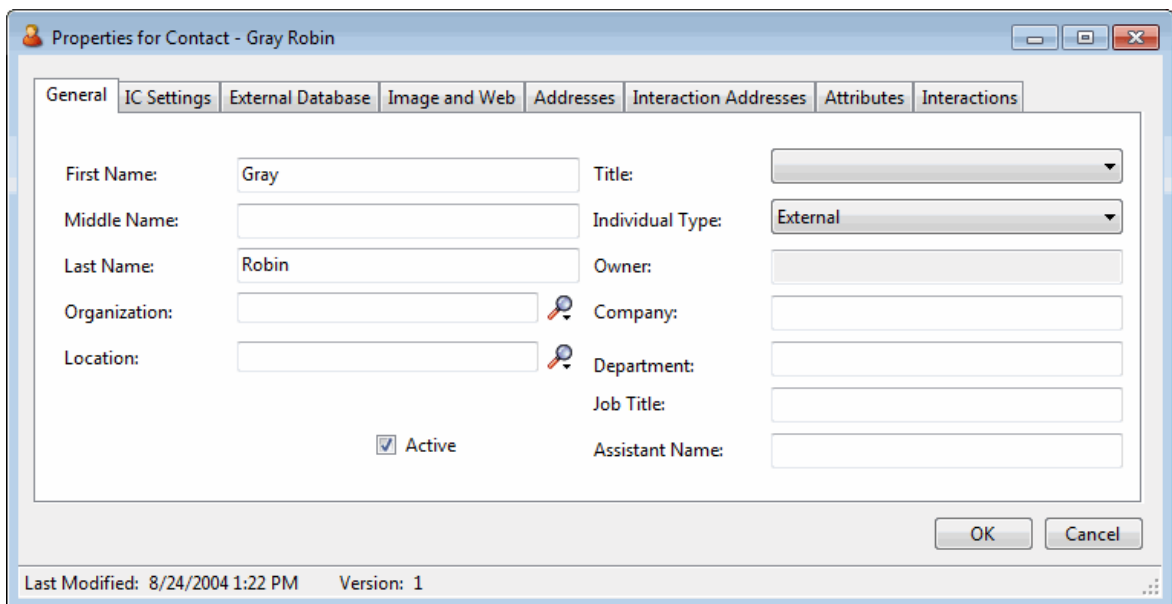 Properties for Contact - Gray Robin
General IC Settings External Database Image and Web Addresses Interaction Addresses Attributes Interactions
First Name: Gray Title:
Middle Name: Individual Type: External
Last Name: Robin Owner:
Organization: Company:
Location: Department:
Job Title:
Active Assistant Name:
OK Cancel
Last Modified: 8/24/2004 1:22 PM Version: 1